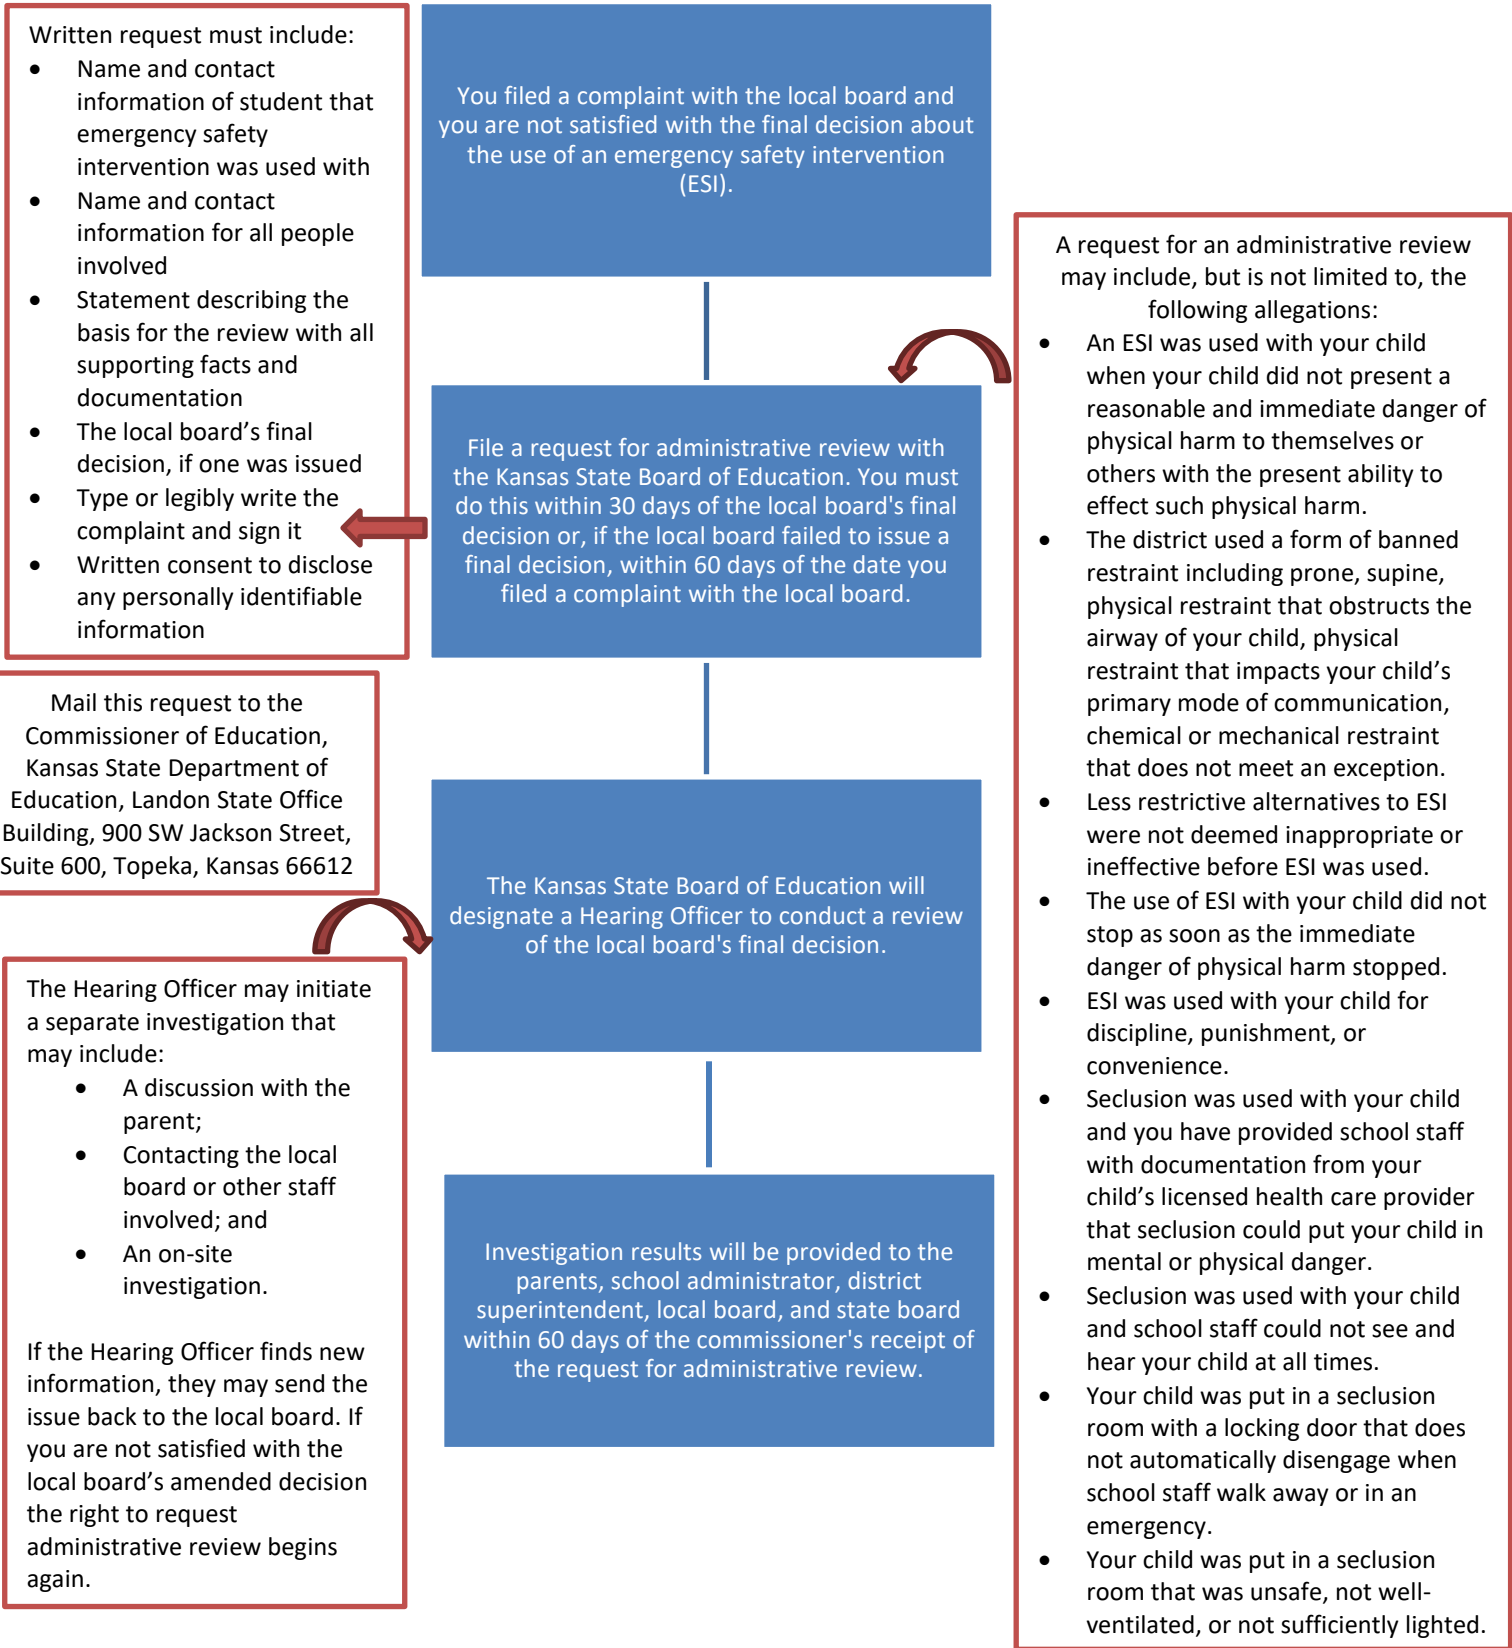 Written request must include:
• Name and contact
information of student that
emergency safety
intervention was used with
• Name and contact
information for all people
involved
• Statement describing the
basis for the review with all
supporting facts and
documentation
• The local board’s final
decision, if one was issued
• Type or legibly write the
complaint and sign it
• Written consent to disclose
any personally identifiable
information
Mail this request to the
Commissioner of Education,
Kansas State Department of
Education, Landon State Office
Building, 900 SW Jackson Street,
Suite 600, Topeka, Kansas 66612
The Hearing Officer may initiate
a separate investigation that
may include:
• A discussion with the
parent;
• Contacting the local
board or other staff
involved; and
• An on-site
investigation.
If the Hearing Officer finds new
information, they may send the
issue back to the local board. If
you are not satisfied with the
local board’s amended decision
the right to request
administrative review begins
again.
You filed a complaint with the local board and
you are not satisfied with the final decision about
the use of an emergency safety intervention
(ESI).
File a request for administrative review with
the Kansas State Board of Education. You must
do this within 30 days of the local board's final
decision or, if the local board failed to issue a
final decision, within 60 days of the date you
filed a complaint with the local board.
The Kansas State Board of Education will
designate a Hearing Officer to conduct a review
of the local board's final decision.
Investigation results will be provided to the
parents, school administrator, district
superintendent, local board, and state board
within 60 days of the commissioner's receipt of
the request for administrative review.
A request for an administrative review
may include, but is not limited to, the
following allegations:
• An ESI was used with your child
when your child did not present a
reasonable and immediate danger of
physical harm to themselves or
others with the present ability to
effect such physical harm.
• The district used a form of banned
restraint including prone, supine,
physical restraint that obstructs the
airway of your child, physical
restraint that impacts your child’s
primary mode of communication,
chemical or mechanical restraint
that does not meet an exception.
• Less restrictive alternatives to ESI
were not deemed inappropriate or
ineffective before ESI was used.
• The use of ESI with your child did not
stop as soon as the immediate
danger of physical harm stopped.
• ESI was used with your child for
discipline, punishment, or
convenience.
• Seclusion was used with your child
and you have provided school staff
with documentation from your
child’s licensed health care provider
that seclusion could put your child in
mental or physical danger.
• Seclusion was used with your child
and school staff could not see and
hear your child at all times.
• Your child was put in a seclusion
room with a locking door that does
not automatically disengage when
school staff walk away or in an
emergency.
• Your child was put in a seclusion
room that was unsafe, not well-
ventilated, or not sufficiently lighted.